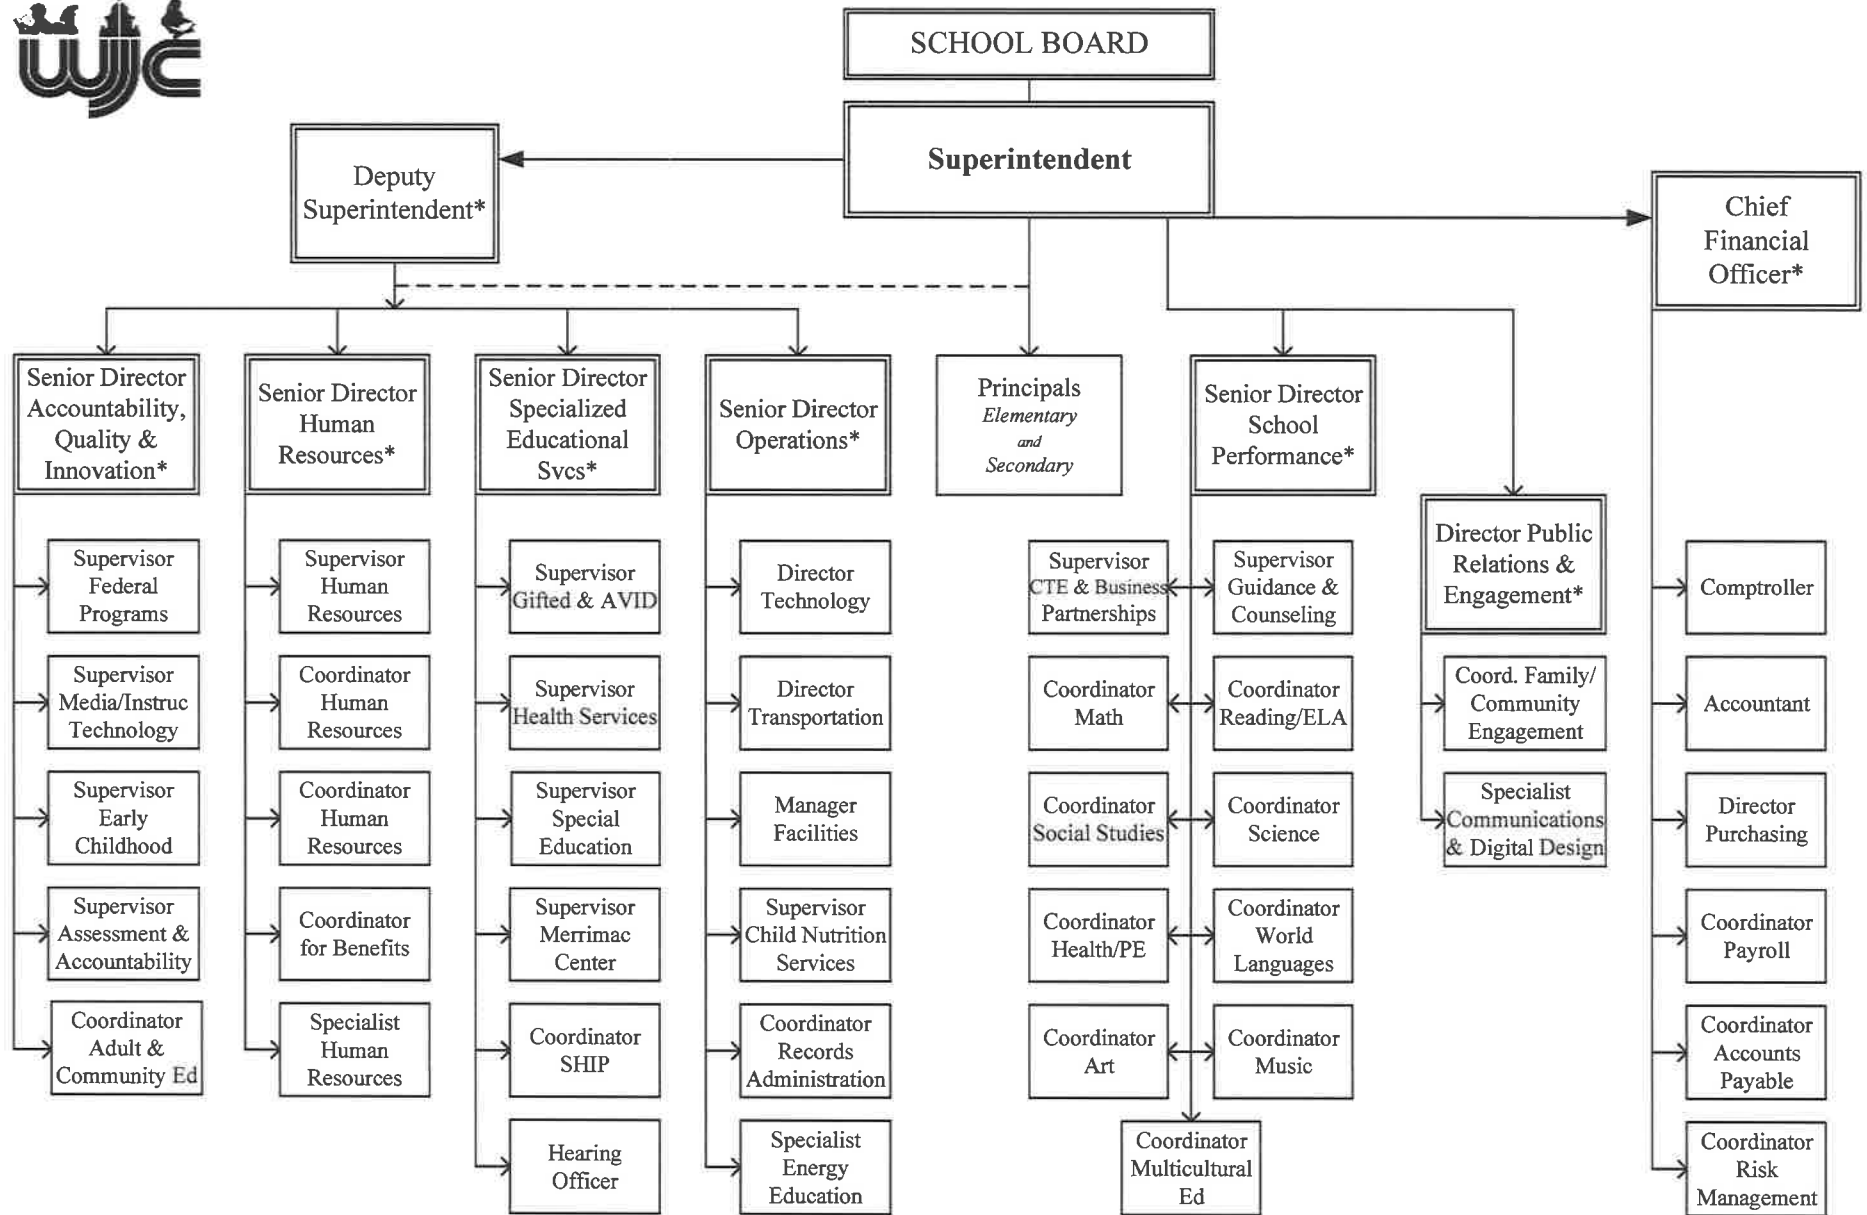 WJC
SCHOOL BOARD
Superintendent
Deputy
Superintendent*
Chief
Financial
Officer*
Senior Director
Accountability,
Quality &
Innovation*
Senior Director
Human
Resources*
Senior Director
Specialized
Educational
Svcs*
Senior Director
Operations*
Principals
Elementary
and
Secondary
Senior Director
School
Performance*
Director Public
Relations &
Engagement*
Supervisor
Federal
Programs
Supervisor
Media/Instruc
Technology
Supervisor
Early
Childhood
Supervisor
Assessment &
Accountability
Coordinator
Adult &
Community Ed
Supervisor
Human
Resources
Coordinator
Human
Resources
Coordinator
Human
Resources
Coordinator
for Benefits
Specialist
Human
Resources
Supervisor
Gifted & AVID
Supervisor
Health Services
Supervisor
Special
Education
Supervisor
Merrimac
Center
Coordinator
SHIP
Hearing
Officer
Director
Technology
Director
Transportation
Manager
Facilities
Supervisor
Child Nutrition
Services
Coordinator
Records
Administration
Specialist
Energy
Education
Supervisor
CTE & Business
Partnerships
Supervisor
Guidance &
Counseling
Coordinator
Math
Coordinator
Reading/ELA
Coordinator
Social Studies
Coordinator
Science
Coordinator
Health/PE
Coordinator
World
Languages
Coordinator
Art
Coordinator
Music
Coordinator
Multicultural
Ed
Coord. Family/
Community
Engagement
Specialist
Communications
& Digital Design
Comptroller
Accountant
Director
Purchasing
Coordinator
Payroll
Coordinator
Accounts
Payable
Coordinator
Risk
Management